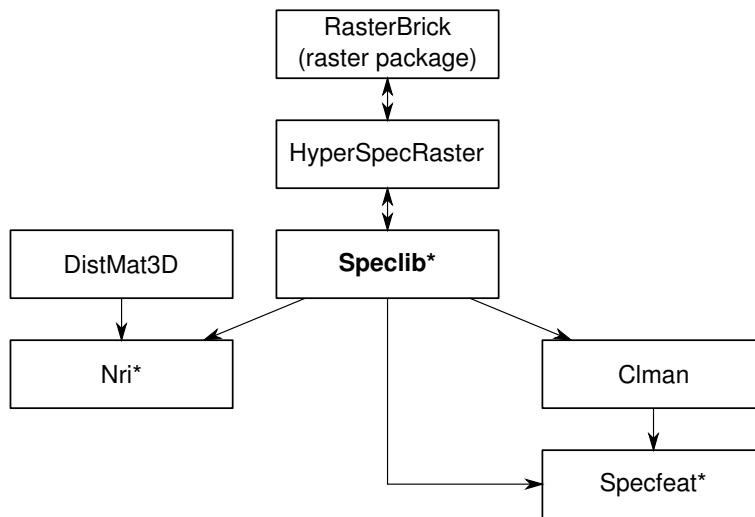 RasterBrick
(raster package)
HyperSpecRaster
DistMat3D
Speclib*
Nri*
Clman
Specfeat*